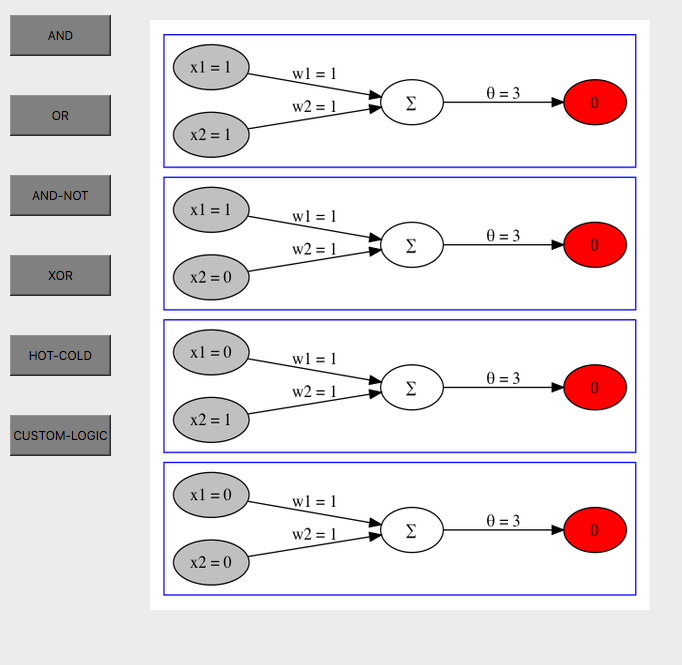 AND
OR
AND-NOT
XOR
HOT-COLD
CUSTOM-LOGIC
x1 = 1
w1 = 1
x2 = 1
w2 = 1
Σ
θ = 3
0
x1 = 1
w1 = 1
x2 = 0
w2 = 1
Σ
θ = 3
0
x1 = 0
w1 = 1
x2 = 1
w2 = 1
Σ
θ = 3
0
x1 = 0
w1 = 1
x2 = 0
w2 = 1
Σ
θ = 3
0